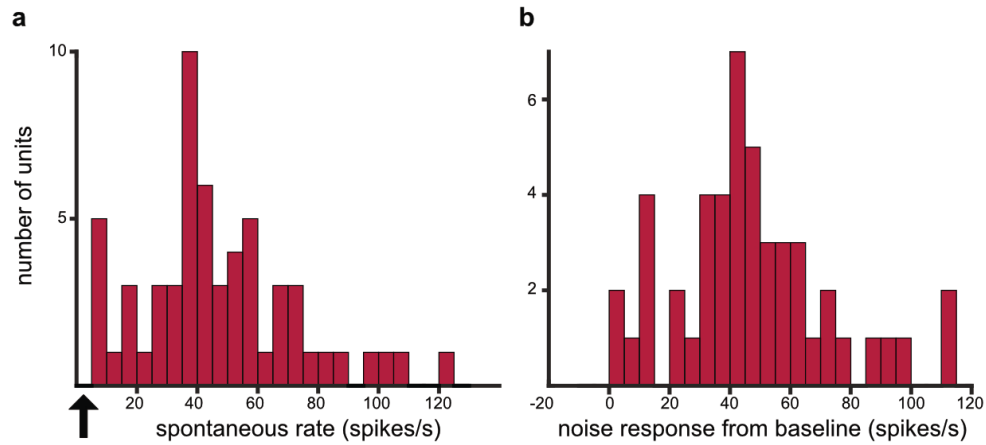 a
b
10
5
number of units
20 40 60 80 100 120
spontaneous rate (spikes/s)
6
4
2
-20 0 20 40 60 80 100 120
noise response from baseline (spikes/s)